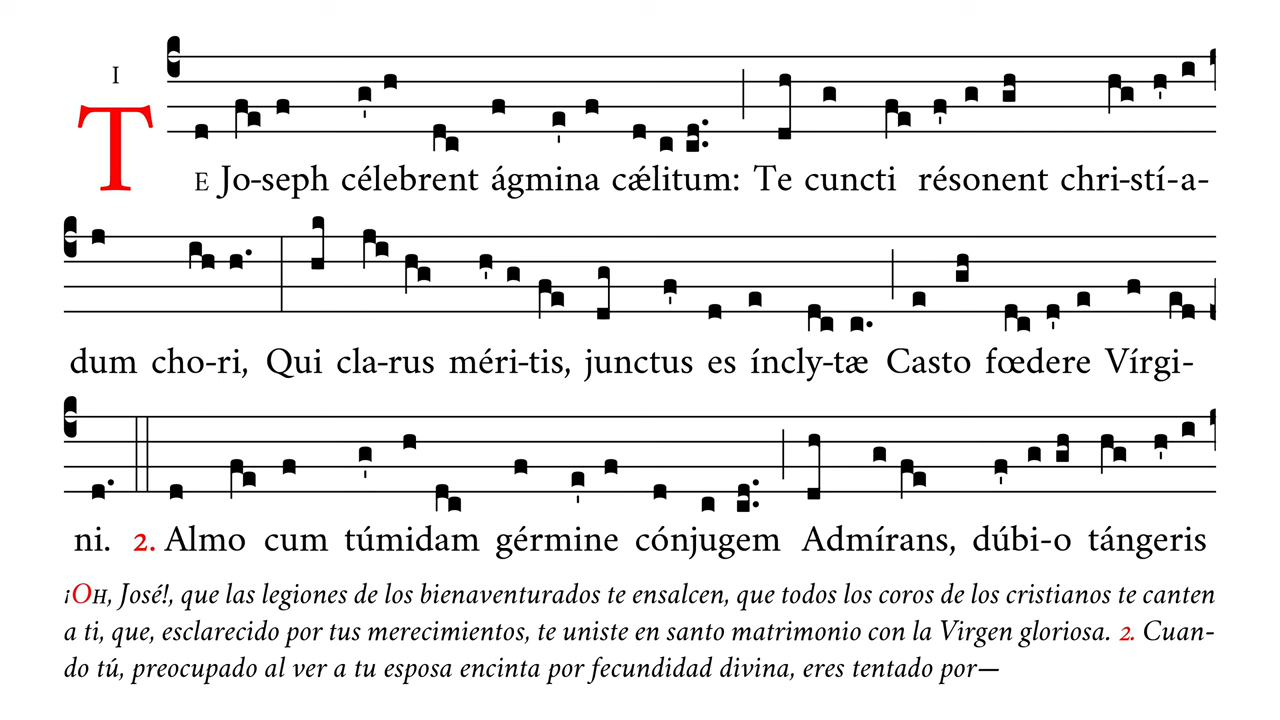 I
TE Jo-seph célebrent ágmina cǽlitum: Te cuncti résonent chri-stí-a-
dum cho-ri, Qui cla-rus méri-tis, junctus es íncly-tæ Casto fœdere Vírgi-
ni. 2. Almo cum túmidam gérmine cónjugem Admírans, dúbi-o tángeris
¡OH, José!, que las legiones de los bienaventurados te ensalcen, que todos los coros de los cristianos te canten
a ti, que, esclarecido por tus merecimientos, te uniste en santo matrimonio con la Virgen gloriosa. 2. Cuan-
do tú, preocupado al ver a tu esposa encinta por fecundidad divina, eres tentado por—